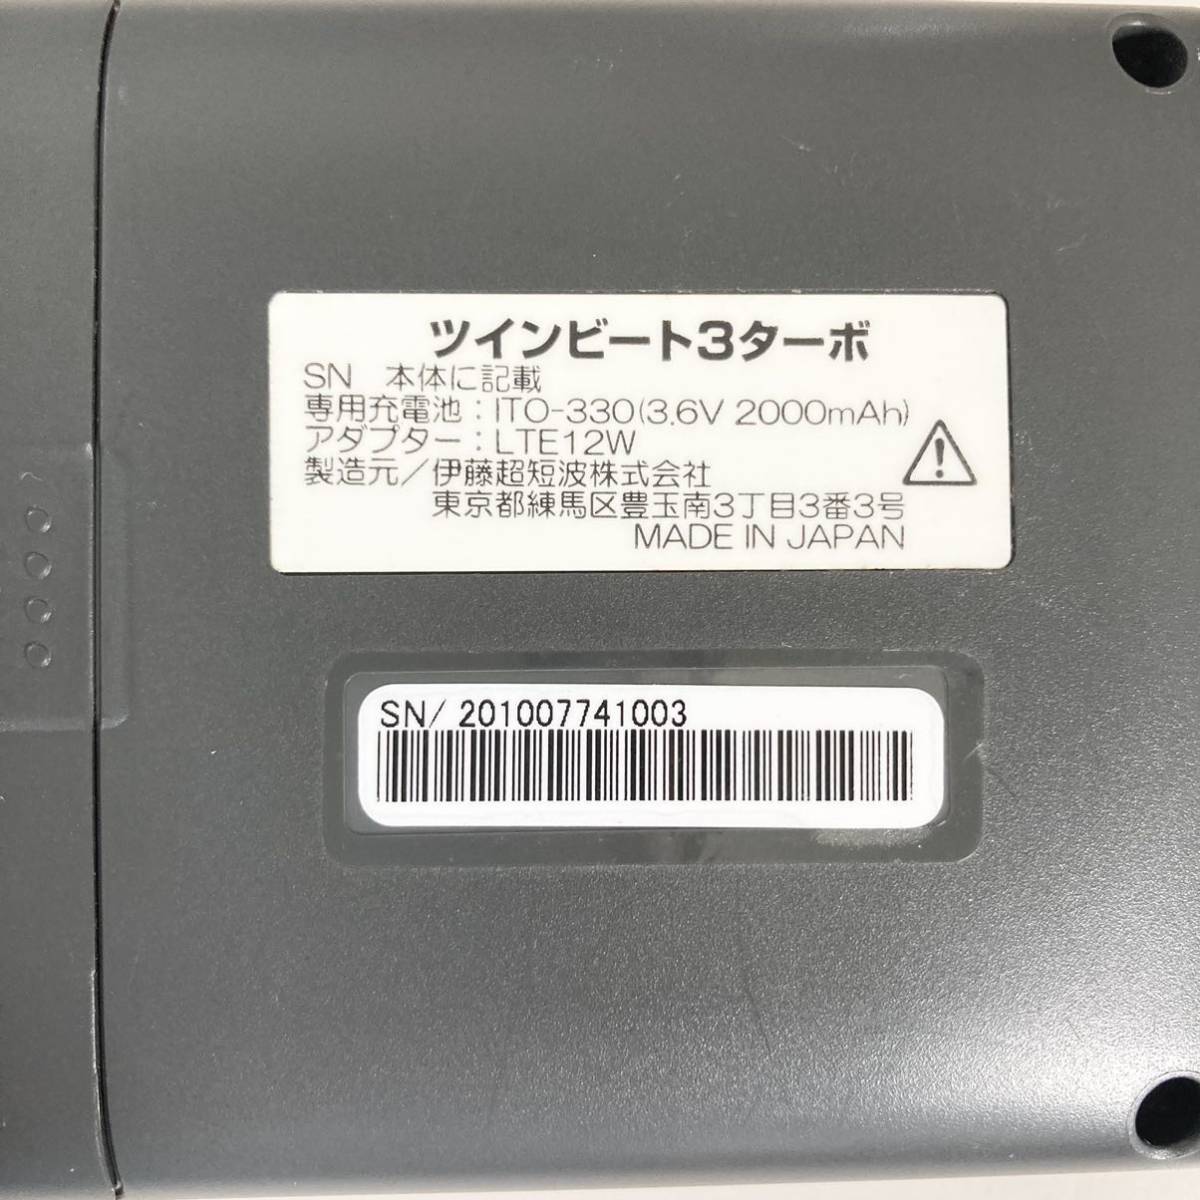 ツインビート3ターボ
SN 本体に記載
専用充電池：ITO-330(3.6V 2000mAh)
アダプター：LTE12W
製造元／伊藤超短波株式会社
東京都練馬区豊玉南3丁目3番3号
MADE IN JAPAN
SN/ 201007741003